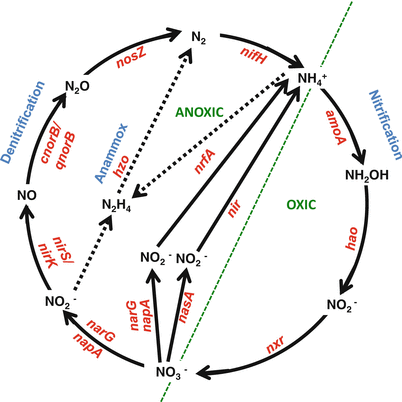 N2
nosZ
nifH
NH4+
N2O
ANOXIC
Denitrification
cnorB/
qnorB
Anammox
hzo
amoA
Nitrification
NH2OH
nrfA
nir
OXIC
NO
N2H4
hao
nirS/
nirK
NO2-
NO2-
NO2-
NO2-
narG
napA
narG
napA
nasA
nxr
NO3-